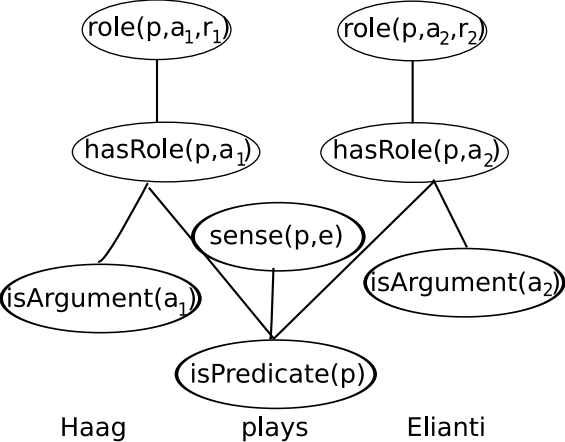 role(p,a₁,r₁) role(p,a₂,r₂)
hasRole(p,a₁) hasRole(p,a₂)
sense(p,e)
isArgument(a₁) isArgument(a₂)
isPredicate(p)
Haag plays Elianti